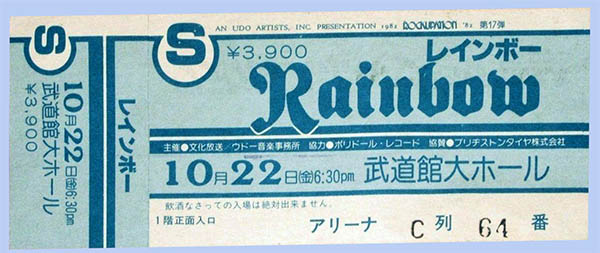 S
10月22日(金)6:30pm
武道館大ホール
¥3,900
レインボー
AN UDO ARTISTS, INC. PRESENTATION 1982 ROCKUPATION '82 第17弾
S
¥3,900
レインボー
Rainbow
主催●文化放送/ウドー音楽事務所 協力●ポリドール・レコード 協賛●ブリヂストンタイヤ株式会社
10月22日(金)6:30pm 武道館大ホール
飲酒なさっての入場は絶対出来ません。
1階正面入口
アリーナ C 列 64 番